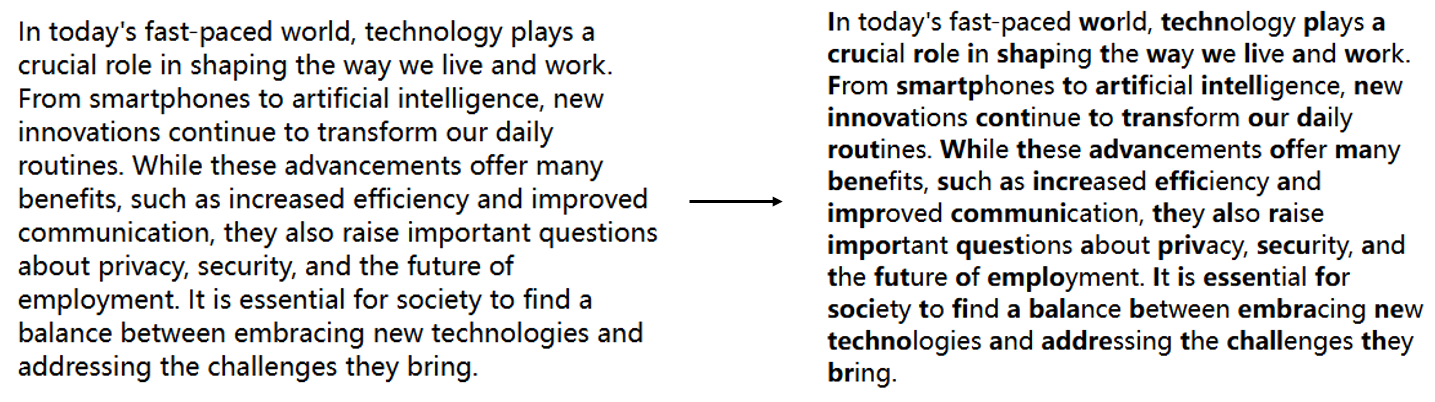 In today's fast-paced world, technology plays a
crucial role in shaping the way we live and work.
From smartphones to artificial intelligence, new
innovations continue to transform our daily
routines. While these advancements offer many
benefits, such as increased efficiency and improved
communication, they also raise important questions
about privacy, security, and the future of
employment. It is essential for society to find a
balance between embracing new technologies and
addressing the challenges they bring.
In today's fast-paced world, technology plays a
crucial role in shaping the way we live and work.
From smartphones to artificial intelligence, new
innovations continue to transform our daily
routines. While these advancements offer many
benefits, such as increased efficiency and
improved communication, they also raise
important questions about privacy, security, and
the future of employment. It is essential for
society to find a balance between embracing new
technologies and addressing the challenges they
bring.